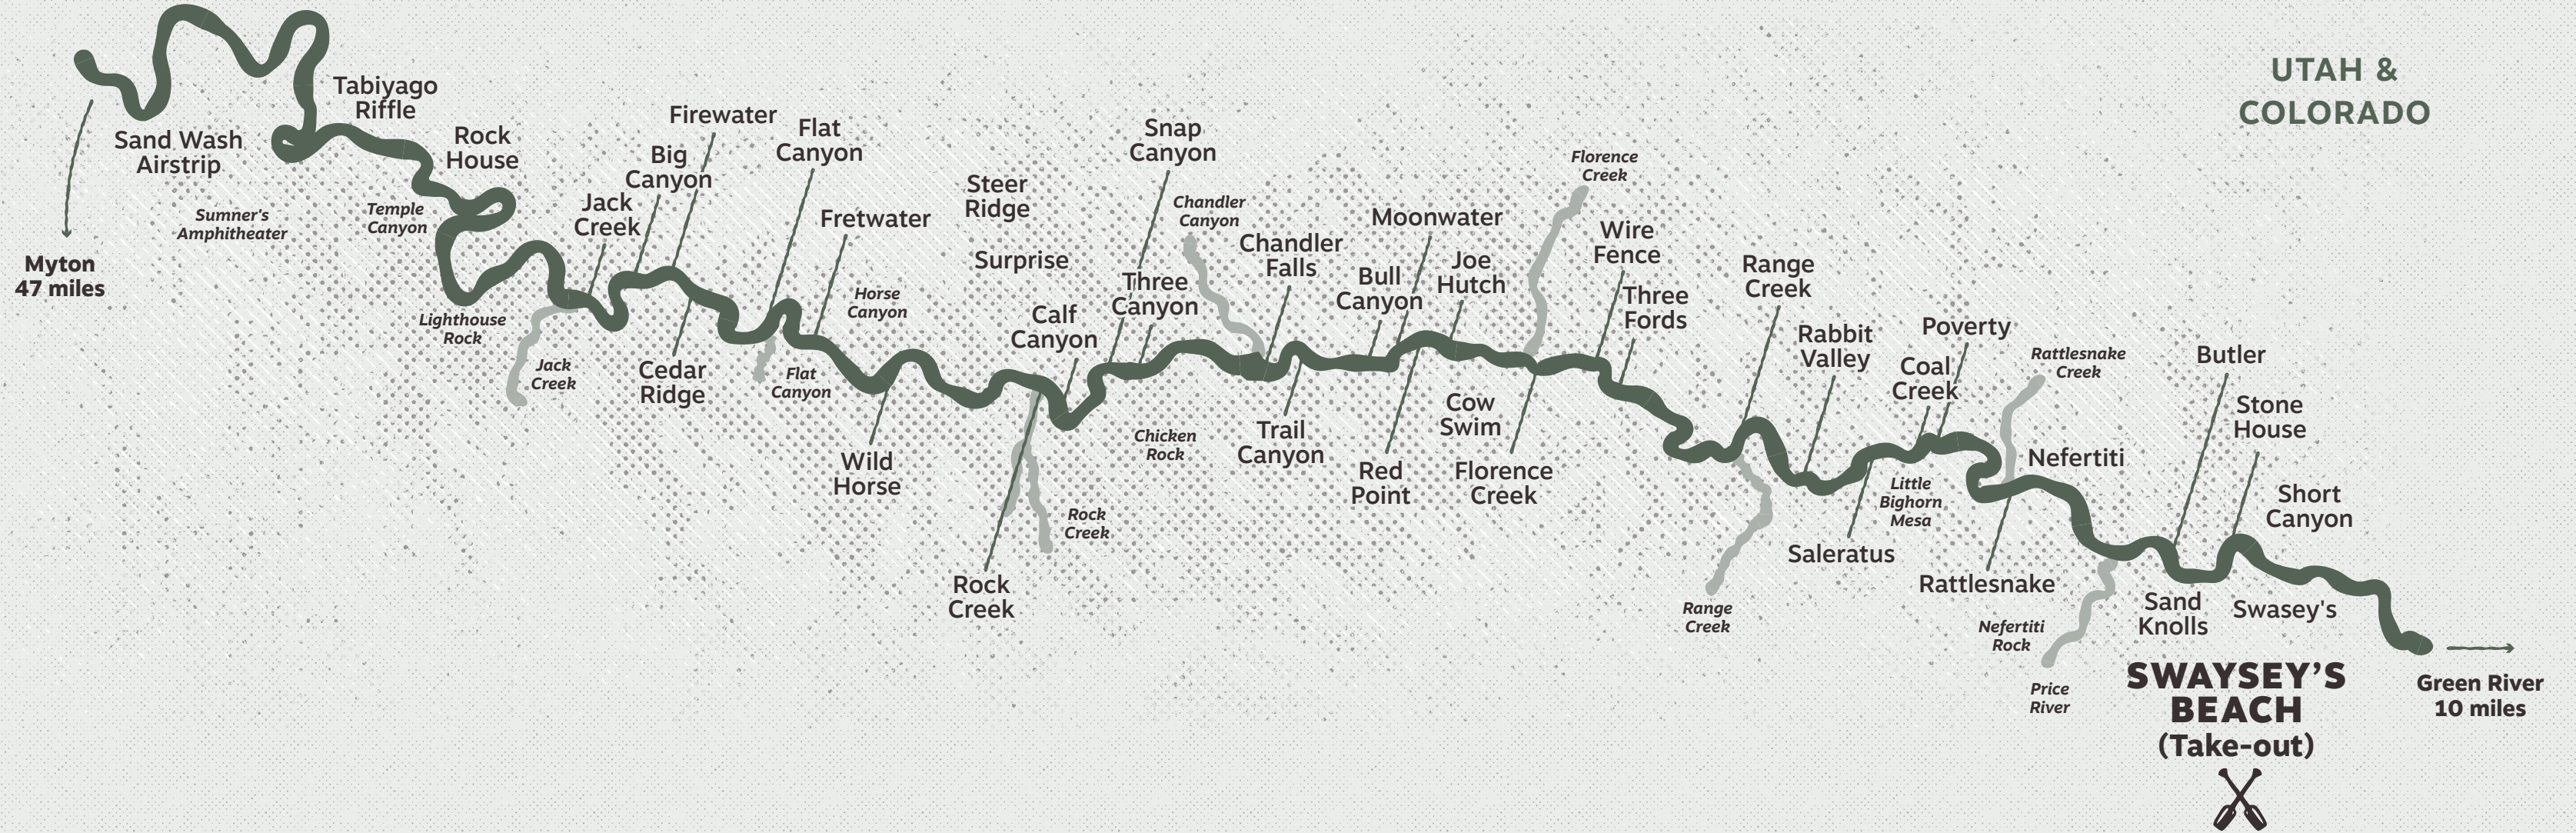 UTAH &
COLORADO
Tabiyago
Riffle
Sand Wash
Airstrip
Rock
House
Sumner's
Amphitheater
Temple
Canyon
Myton
47 miles
Lighthouse
Rock
Jack
Creek
Jack
Creek
Big
Canyon
Firewater
Cedar
Ridge
Flat
Canyon
Fretwater
Horse
Canyon
Flat
Canyon
Wild
Horse
Steer
Ridge
Surprise
Calf
Canyon
Rock
Creek
Rock
Creek
Snap
Canyon
Three
Canyon
Chicken
Rock
Chandler
Canyon
Chandler
Falls
Trail
Canyon
Bull
Canyon
Moonwater
Joe
Hutch
Red
Point
Cow
Swim
Florence
Creek
Florence
Creek
Wire
Fence
Three
Fords
Range
Creek
Range
Creek
Rabbit
Valley
Saleratus
Coal
Creek
Poverty
Little
Bighorn
Mesa
Rattlesnake
Creek
Nefertiti
Rattlesnake
Nefertiti
Rock
Price
River
Butler
Stone
House
Short
Canyon
Sand
Knolls
Swasey's
SWAYSEY’S
BEACH
(Take-out)
Green River
10 miles